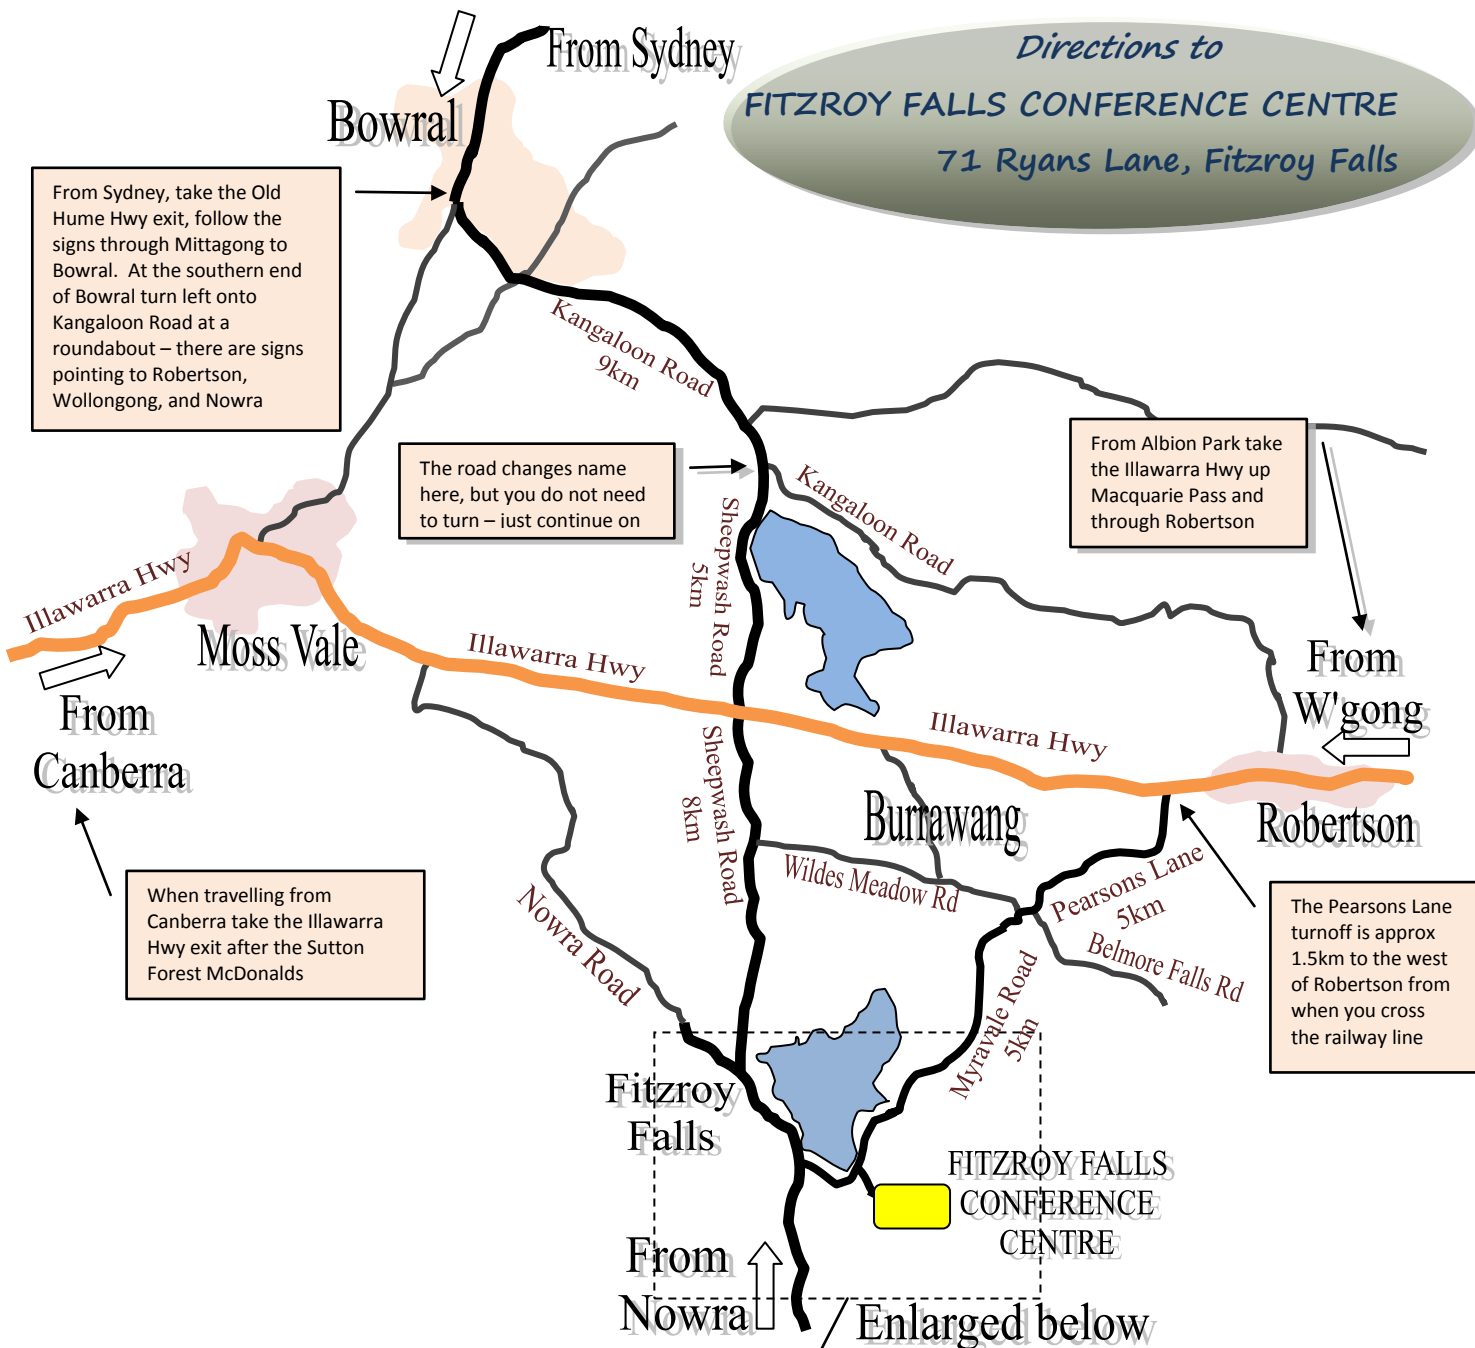 From Sydney
Directions to
FITZROY FALLS CONFERENCE CENTRE
71 Ryans Lane, Fitzroy Falls
Bowral
From Sydney, take the Old
Hume Hwy exit, follow the
signs through Mittagong to
Bowral.  At the southern end
of Bowral turn left onto
Kangaloon Road at a
roundabout – there are signs
pointing to Robertson,
Wollongong, and Nowra
Kangaloon Road
9km
The road changes name
here, but you do not need
to turn – just continue on
From Albion Park take
the Illawarra Hwy up
Macquarie Pass and
through Robertson
Kangaloon Road
Sheepwash Road
5km
Illawarra Hwy
Moss Vale
Illawarra Hwy
From
W'gong
From
Canberra
Illawarra Hwy
Sheepwash Road
8km
Burrawang
Robertson
Wildes Meadow Rd
Pearsons Lane
5km
When travelling from
Canberra take the Illawarra
Hwy exit after the Sutton
Forest McDonalds
Nowra Road
Belmore Falls Rd
The Pearsons Lane
turnoff is approx
1.5km to the west
of Robertson from
when you cross
the railway line
Myravale Road
5km
Fitzroy
Falls
FITZROY FALLS
CONFERENCE
CENTRE
From
Nowra
Enlarged below